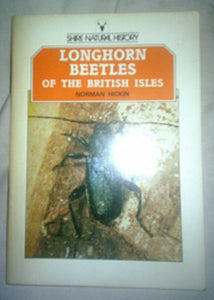 SHIRE NATURAL HISTORY
LONGHORN
BEETLES
OF THE BRITISH ISLES
NORMAN HICKIN